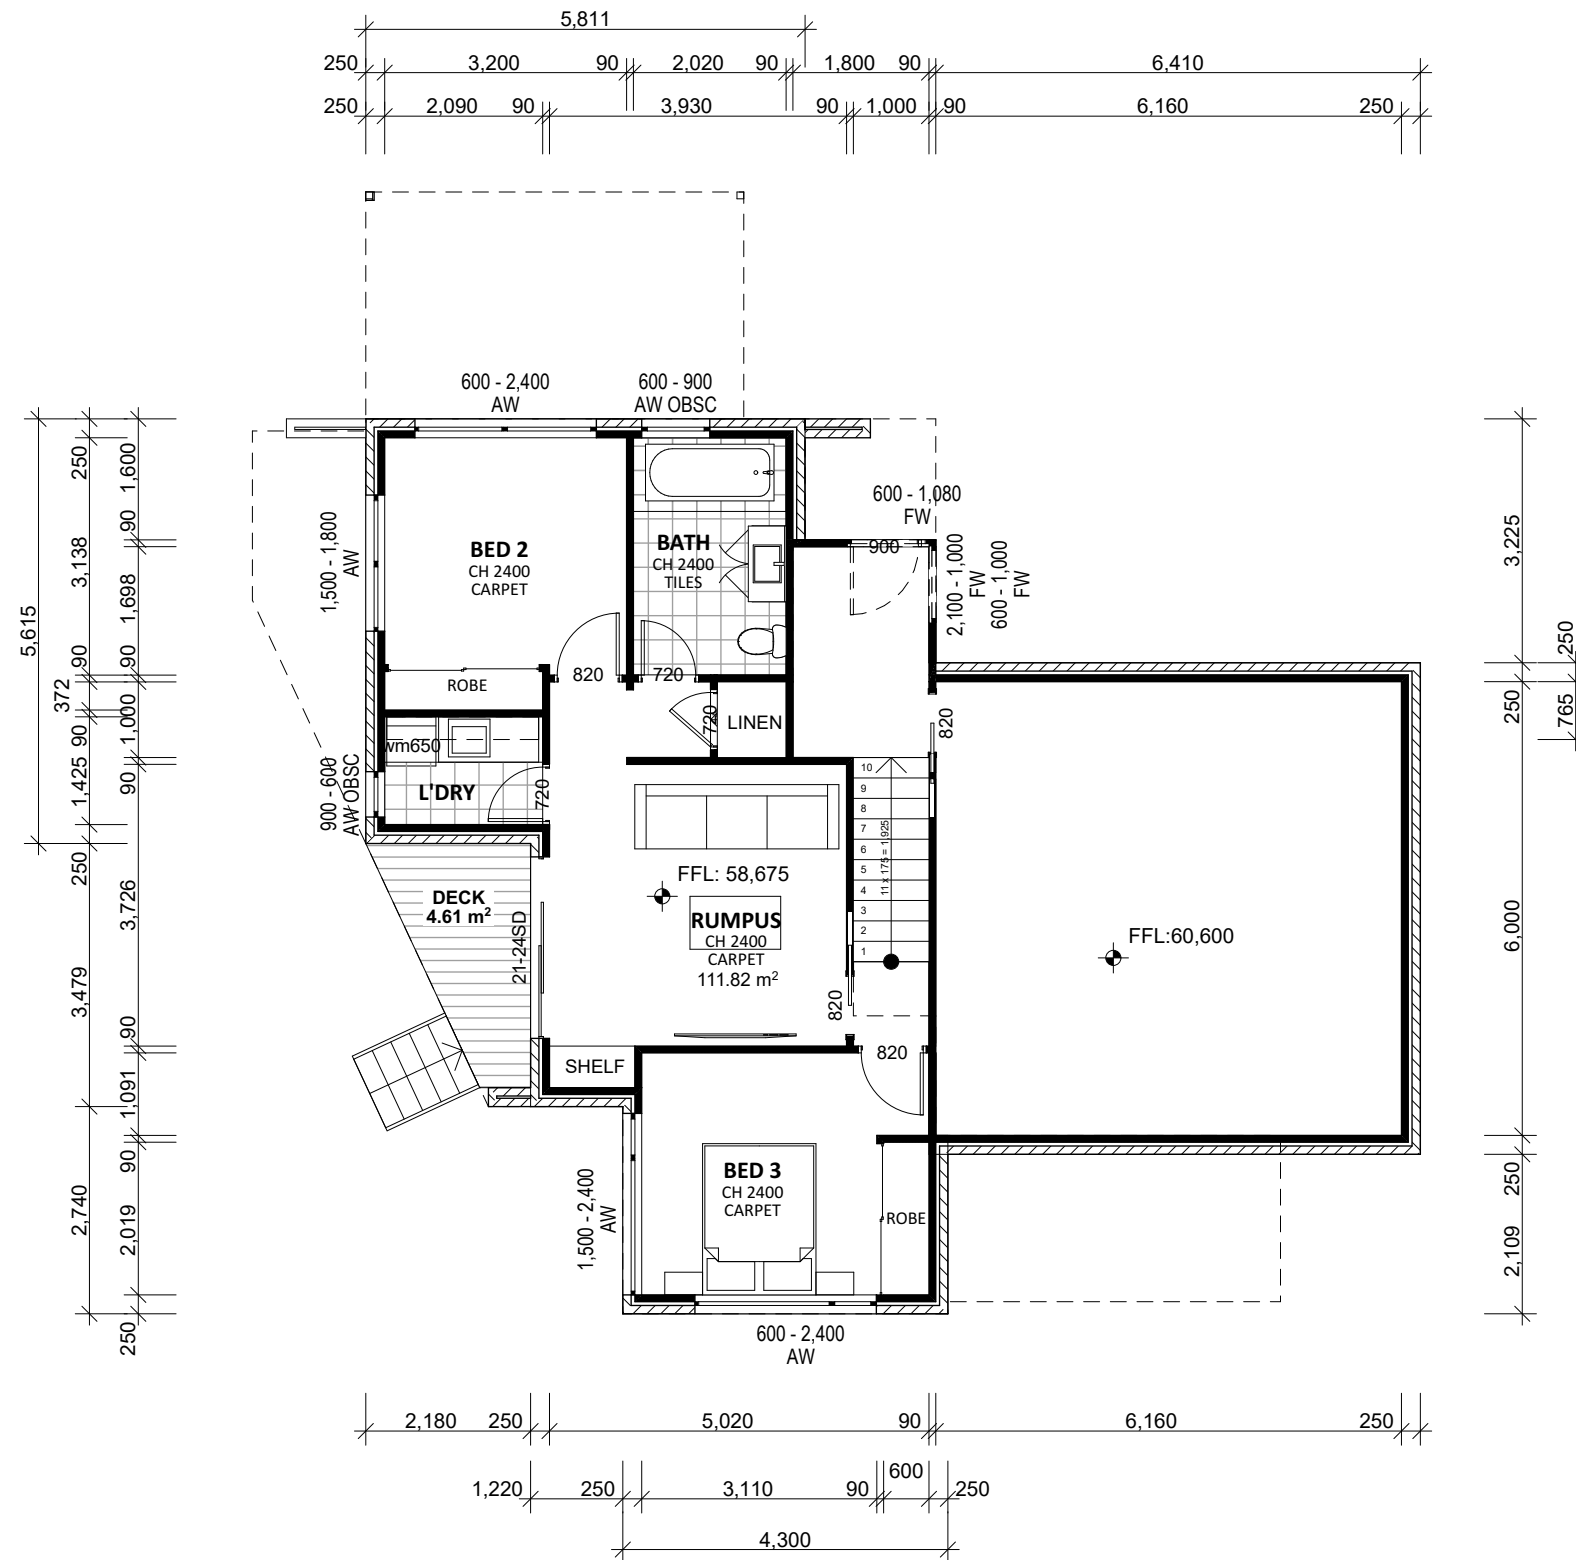 5,811
250 3,200 90 2,020 90 1,800 90 6,410
250 2,090 90 3,930 90 1,000 90 6,160 250
600 - 2,400
AW
600 - 900
AW OBSC
600 - 1,080
FW
900
2,100 - 1,000
FW
600 - 1,000
FW
1,500 - 1,800
AW
BED 2
CH 2400
CARPET
BATH
CH 2400
TILES
ROBE
820
720
720
LINEN
820
wm650
L'DRY
720
900 - 600
AW OBSC
10
9
8
7
6
5
4
3
2
1
11 x 175 = 1,925
FFL: 58,675
RUMPUS
CH 2400
CARPET
111.82 m²
DECK
4.61 m²
21-24SD
FFL:60,600
820
SHELF
820
BED 3
CH 2400
CARPET
ROBE
1,500 - 2,400
AW
600 - 2,400
AW
5,615
250
3,138
90
372
90
1,425
250
3,479
2,740
1,600
90
1,698
90
1,000
90
3,726
90
1,091
90
2,019
250
3,225
250
6,000
250
2,109
250
765
2,180 250 5,020 90 6,160 250
1,220 250 3,110 90 600 250
4,300